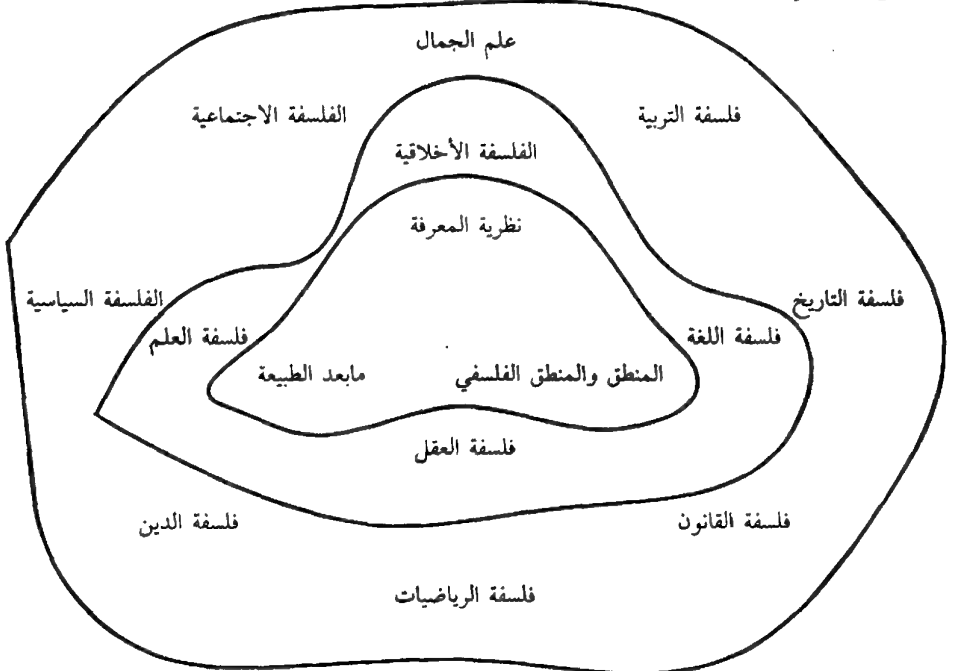 علم الجمال
فلسفة التربية
الفلسفة الاجتماعية
الفلسفة الأخلاقية
نظرية المعرفة
فلسفة التاريخ
الفلسفة السياسية
فلسفة اللغة
فلسفة العلم
المنطق والمنطق الفلسفي
مابعد الطبيعة
فلسفة العقل
فلسفة القانون
فلسفة الدين
فلسفة الرياضيات